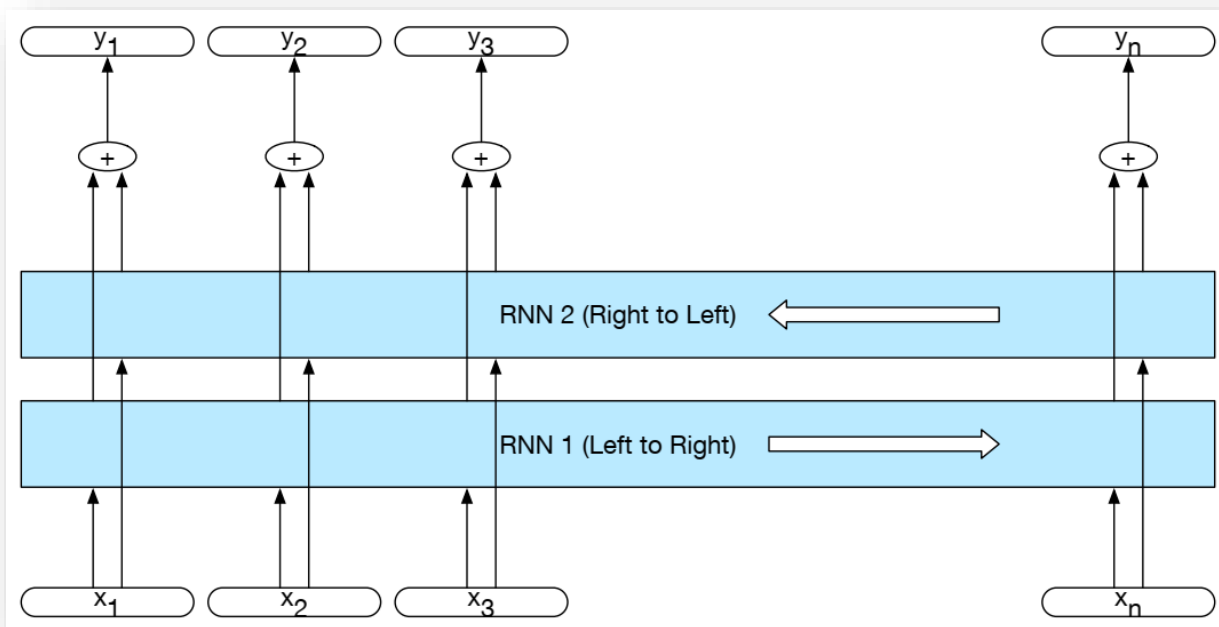 y1 y2 y3 yn
+ + + +
RNN 2 (Right to Left)
RNN 1 (Left to Right)
x1 x2 x3 xn